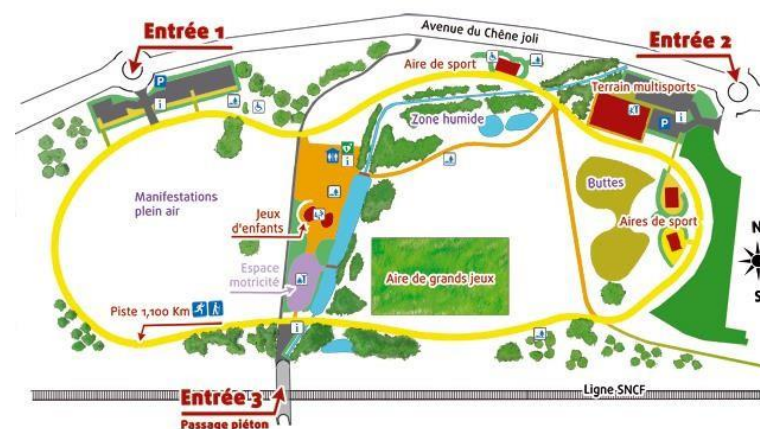 Avenue du Chêne joli
Entrée 1
Entrée 2
P
i
Aire de sport
Terrain multisports
P
i
Zone humide
i
Manifestations
plein air
Buttes
Jeux
d'enfants
Aires de sport
N
Espace
motricité
Aire de grands jeux
S
Piste 1,100 Km
i
Ligne SNCF
Entrée 3
Passage piéton